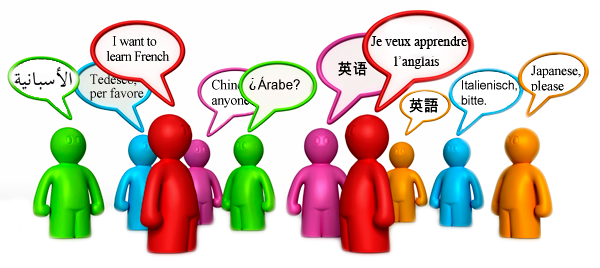 الأسبانية
Tedesco,
per favore
I want to
learn French
Chinese
anyone
¿Árabe?
英语
Je veux apprendre
l'anglais
英語
Italienisch,
bitte.
Japanese,
please